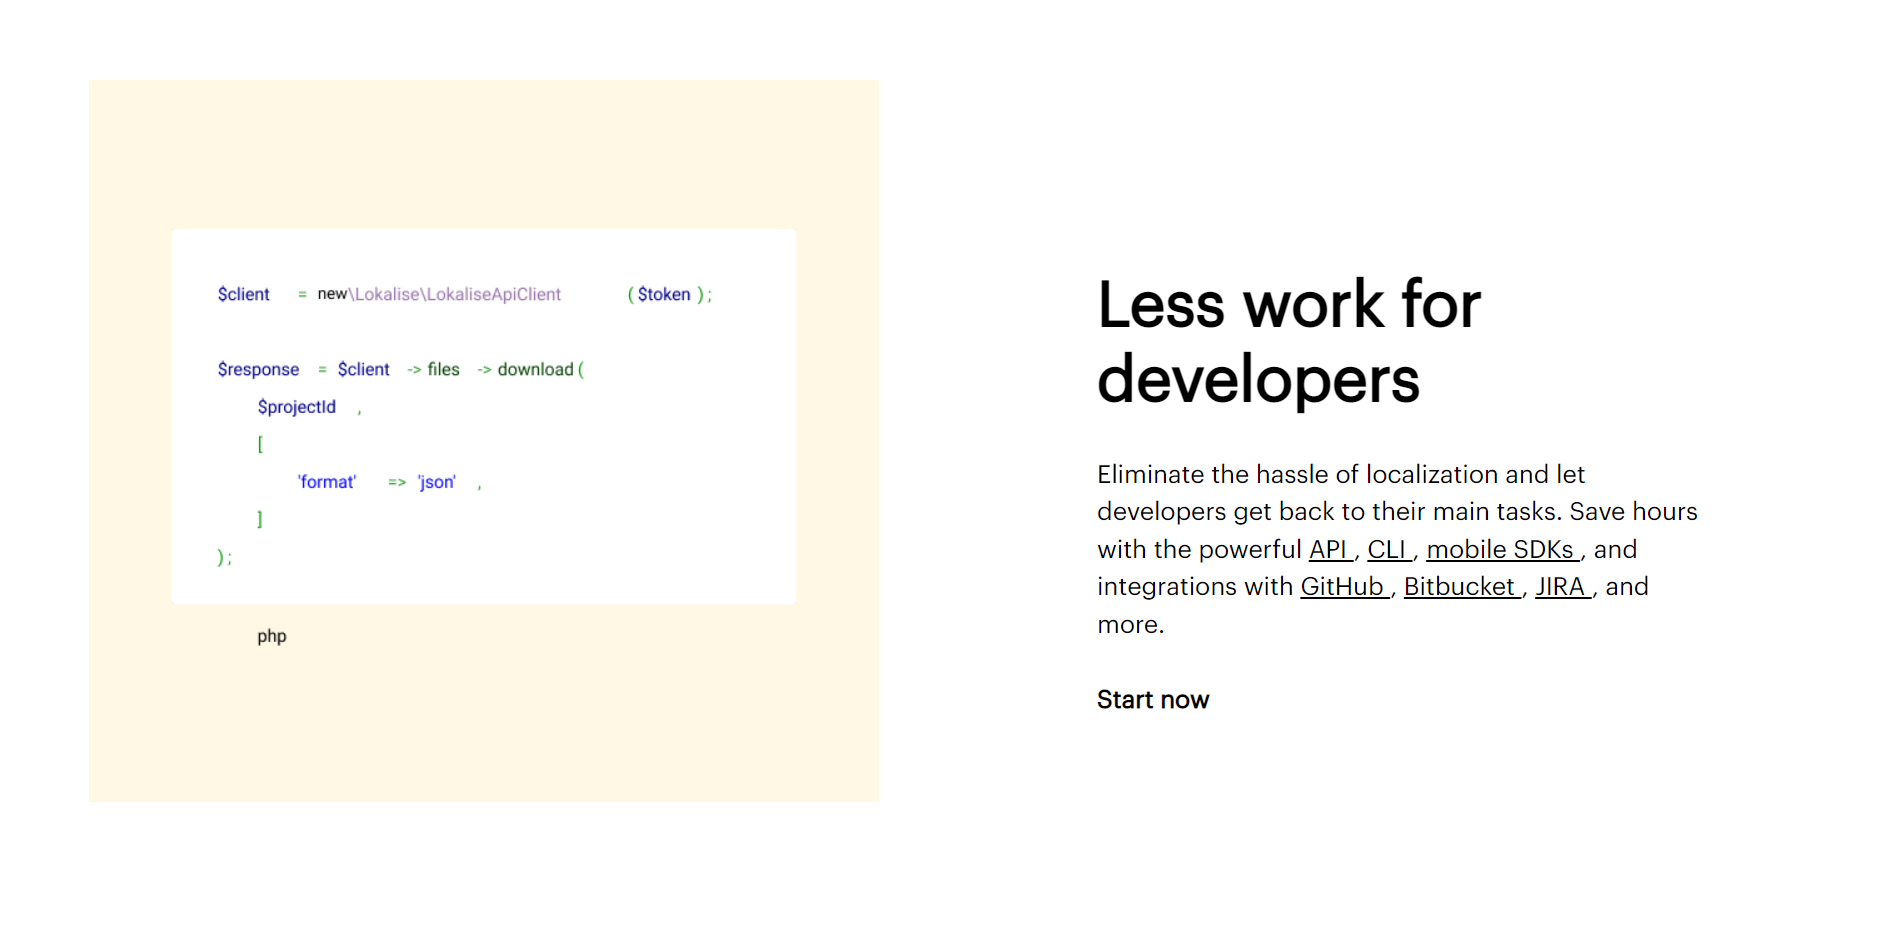 $client = new\Lokalise\LokaliseApiClient ( $token ) ;
$response = $client -> files -> download (
$projectId ,
[
'format' => 'json' ,
]
) ;
php
Less work for
developers
Eliminate the hassle of localization and let
developers get back to their main tasks. Save hours
with the powerful API , CLI , mobile SDKs , and
integrations with GitHub , Bitbucket , JIRA , and
more.
Start now